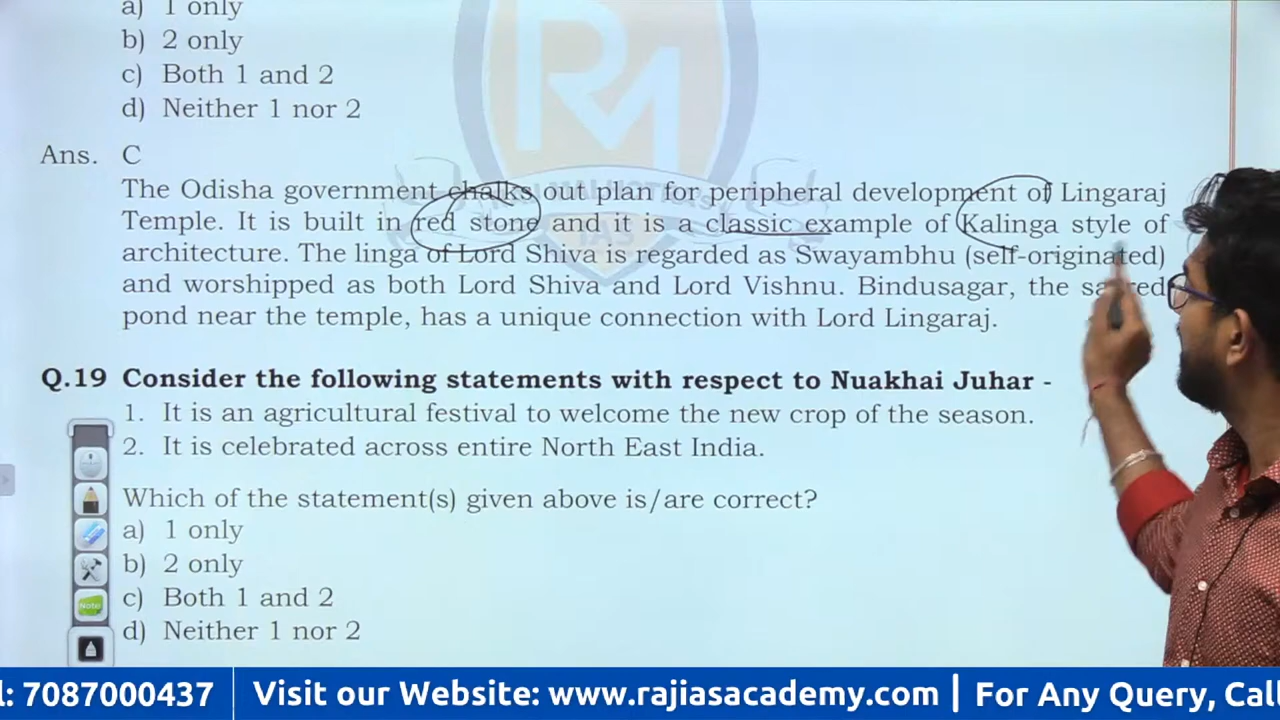 a) 1 only
b) 2 only
c) Both 1 and 2
d) Neither 1 nor 2
Ans. C
The Odisha government chalks out plan for peripheral development of Lingaraj
Temple. It is built in red stone and it is a classic example of Kalinga style of
architecture. The linga of Lord Shiva is regarded as Swayambhu (self-originated)
and worshipped as both Lord Shiva and Lord Vishnu. Bindusagar, the sacred
pond near the temple, has a unique connection with Lord Lingaraj.
Q.19 Consider the following statements with respect to Nuakhai Juhar -
1. It is an agricultural festival to welcome the new crop of the season.
2. It is celebrated across entire North East India.
Which of the statement(s) given above is/are correct?
a) 1 only
b) 2 only
c) Both 1 and 2
d) Neither 1 nor 2
Note!
l: 7087000437 Visit our Website: www.rajiasacademy.com | For Any Query, Call